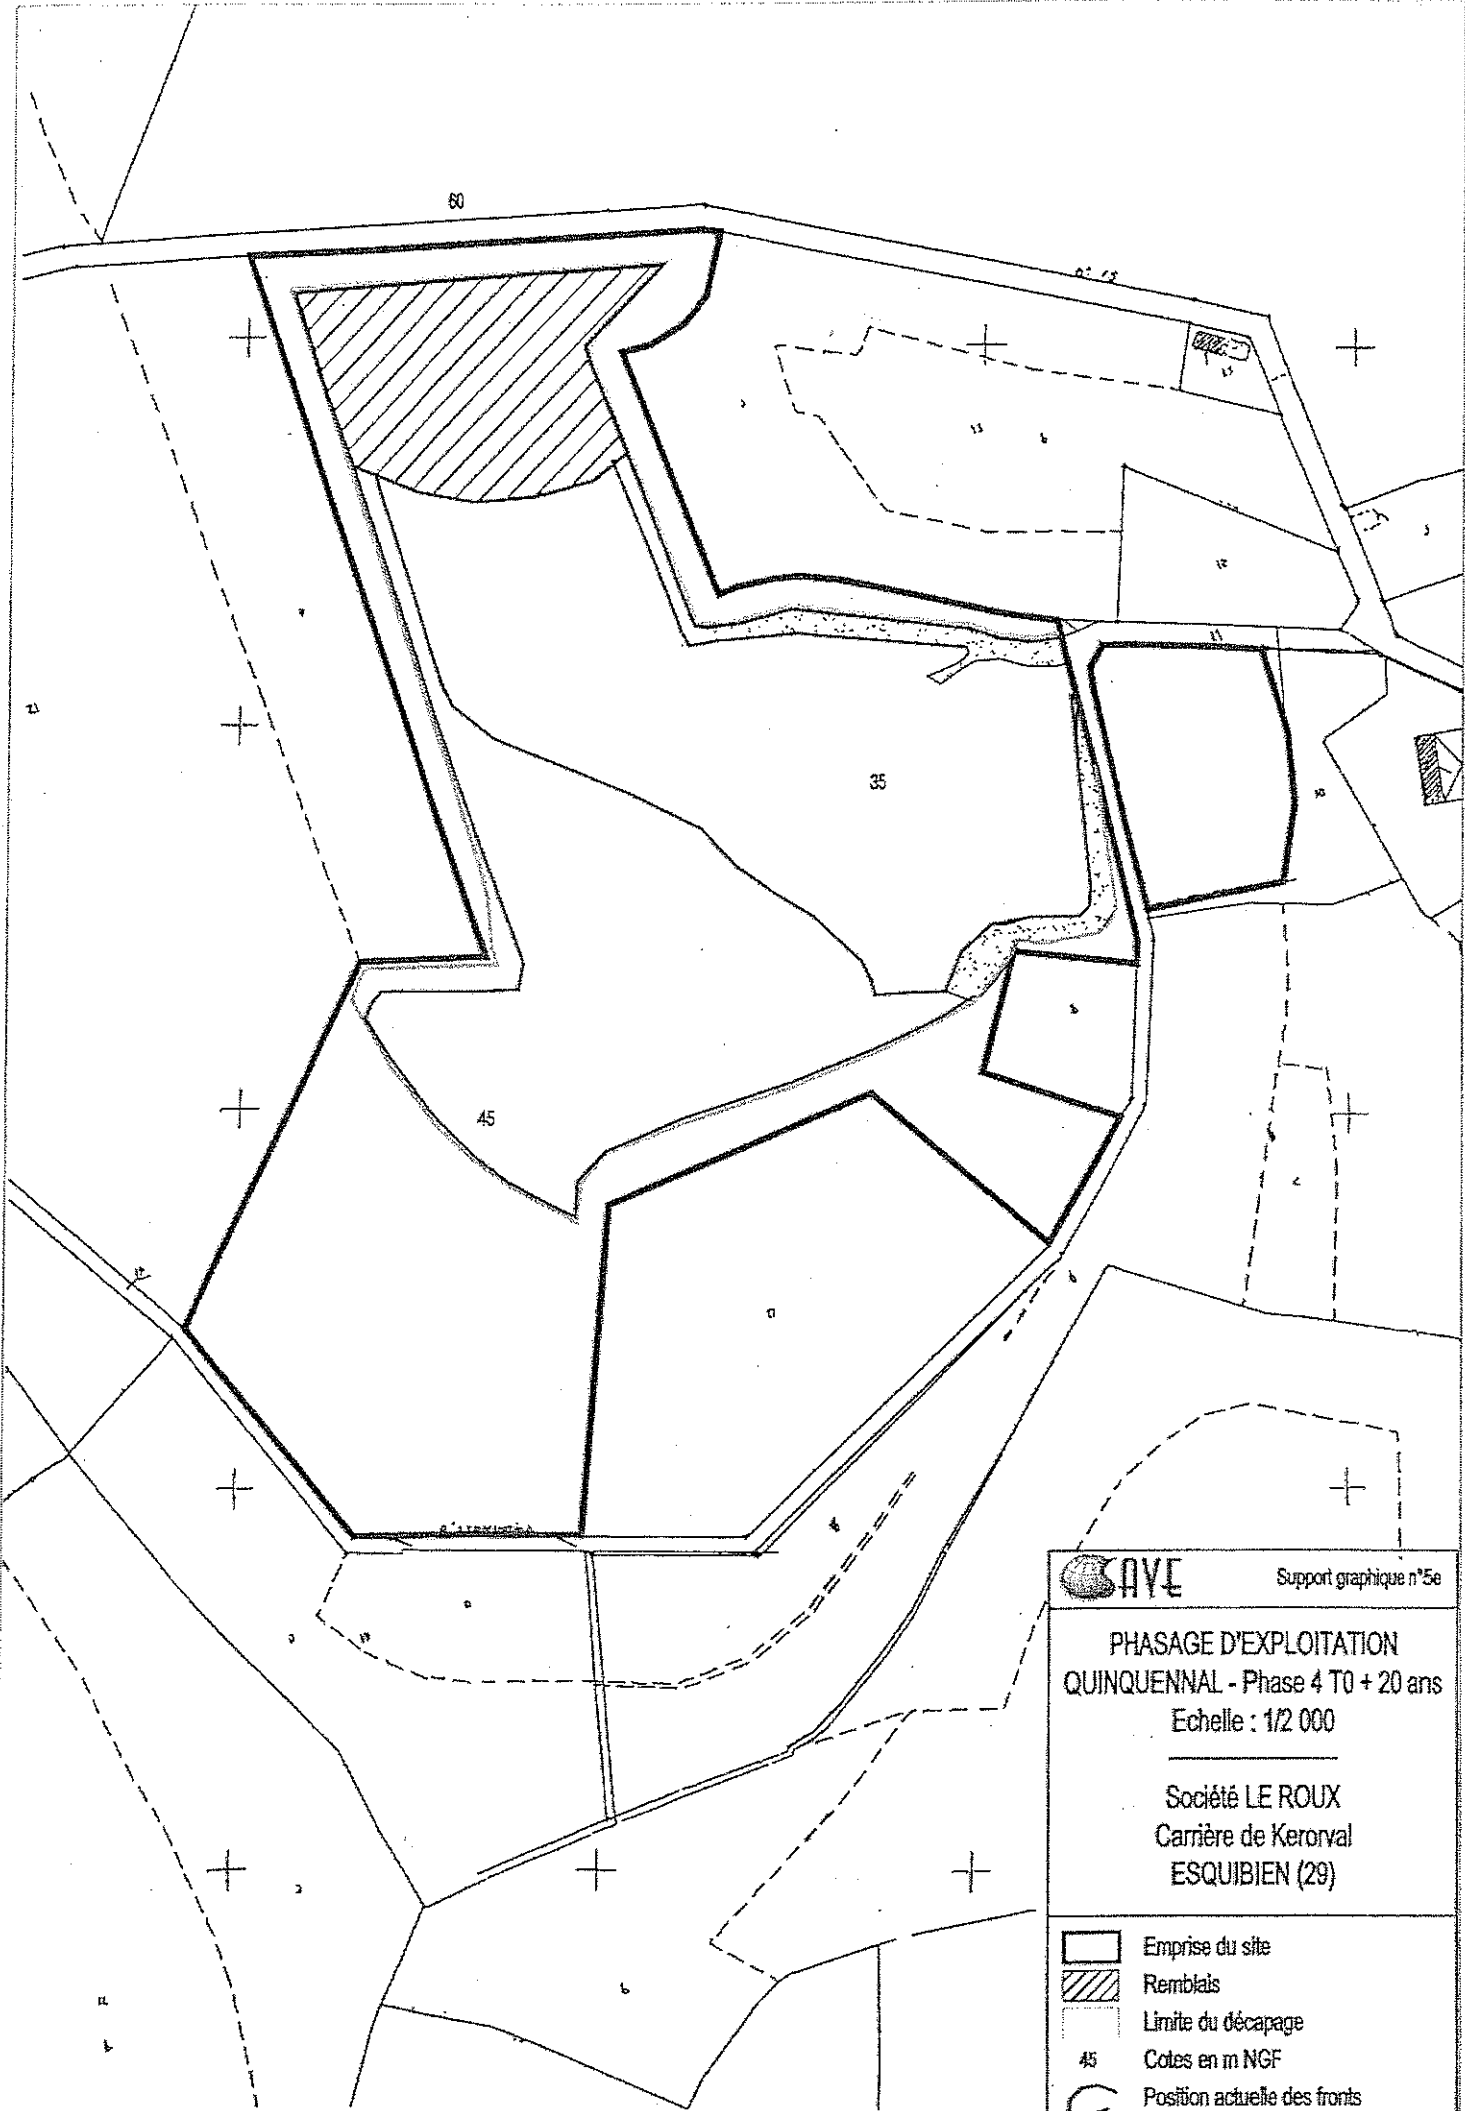 60
35
45
SAVE
Support graphique n°5e
PHASAGE D'EXPLOITATION
QUINQUENNAL - Phase 4 T0 + 20 ans
Echelle : 1/2 000
Société LE ROUX
Carrière de Kerorval
ESQUIBIEN (29)
Emprise du site
Remblais
Limite du décapage
45 Cotes en m NGF
Position actuelle des fronts